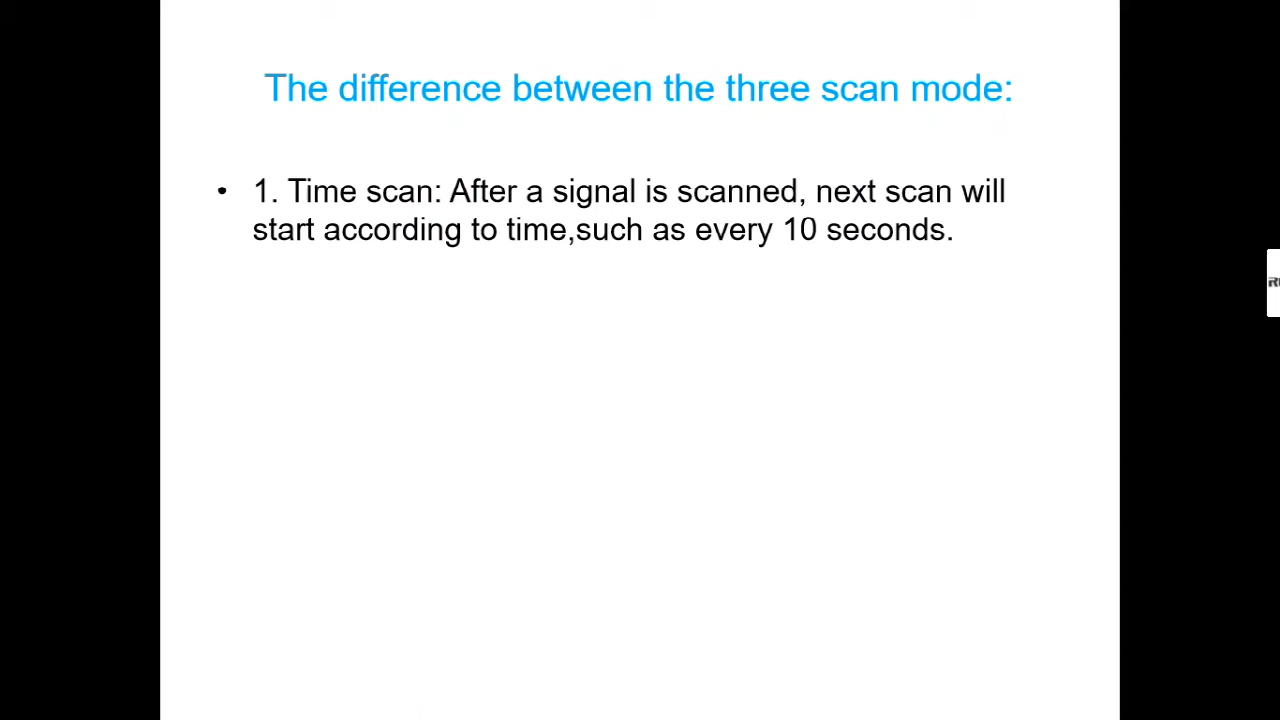 The difference between the three scan mode:
• 1. Time scan: After a signal is scanned, next scan will
start according to time,such as every 10 seconds.